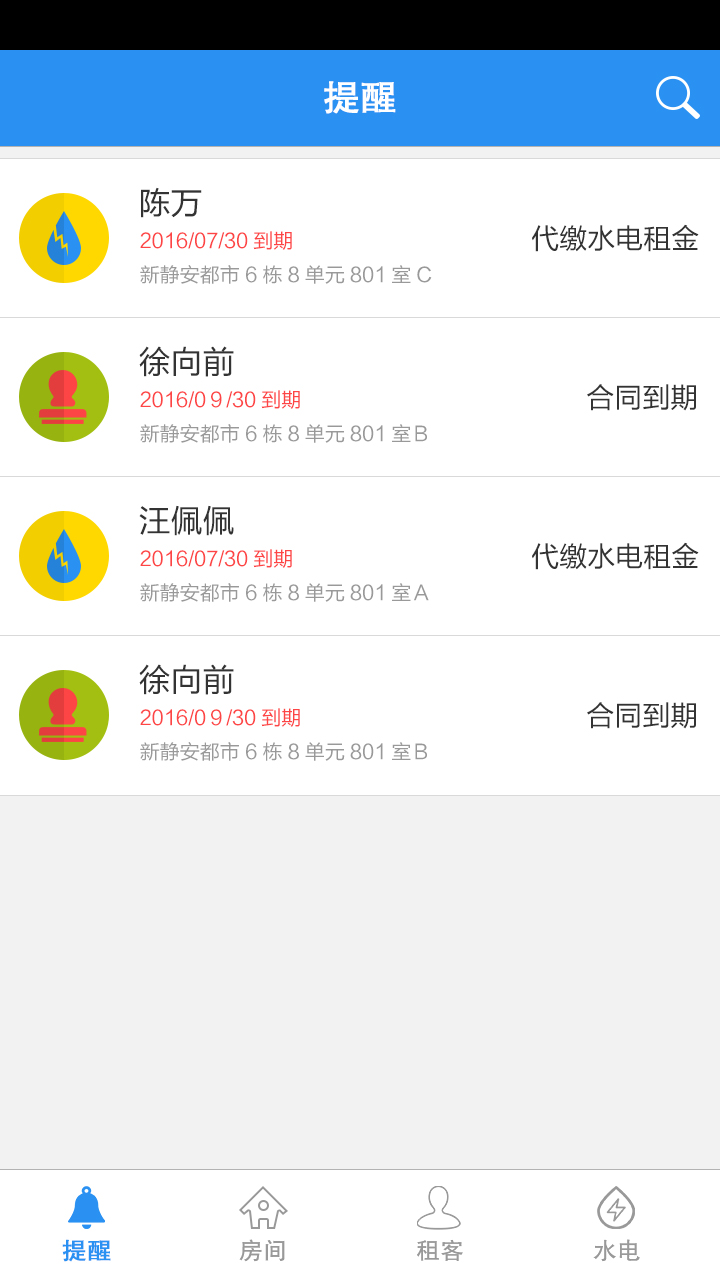 提醒
陈万
2016/07/30 到期
代缴水电租金
新静安都市 6 栋 8 单元 801 室 C
徐向前
2016/0 9 /30 到期
合同到期
新静安都市 6 栋 8 单元 801 室 B
汪佩佩
2016/07/30 到期
代缴水电租金
新静安都市 6 栋 8 单元 801 室 A
徐向前
2016/0 9 /30 到期
合同到期
新静安都市 6 栋 8 单元 801 室 B
提醒 房间 租客 水电